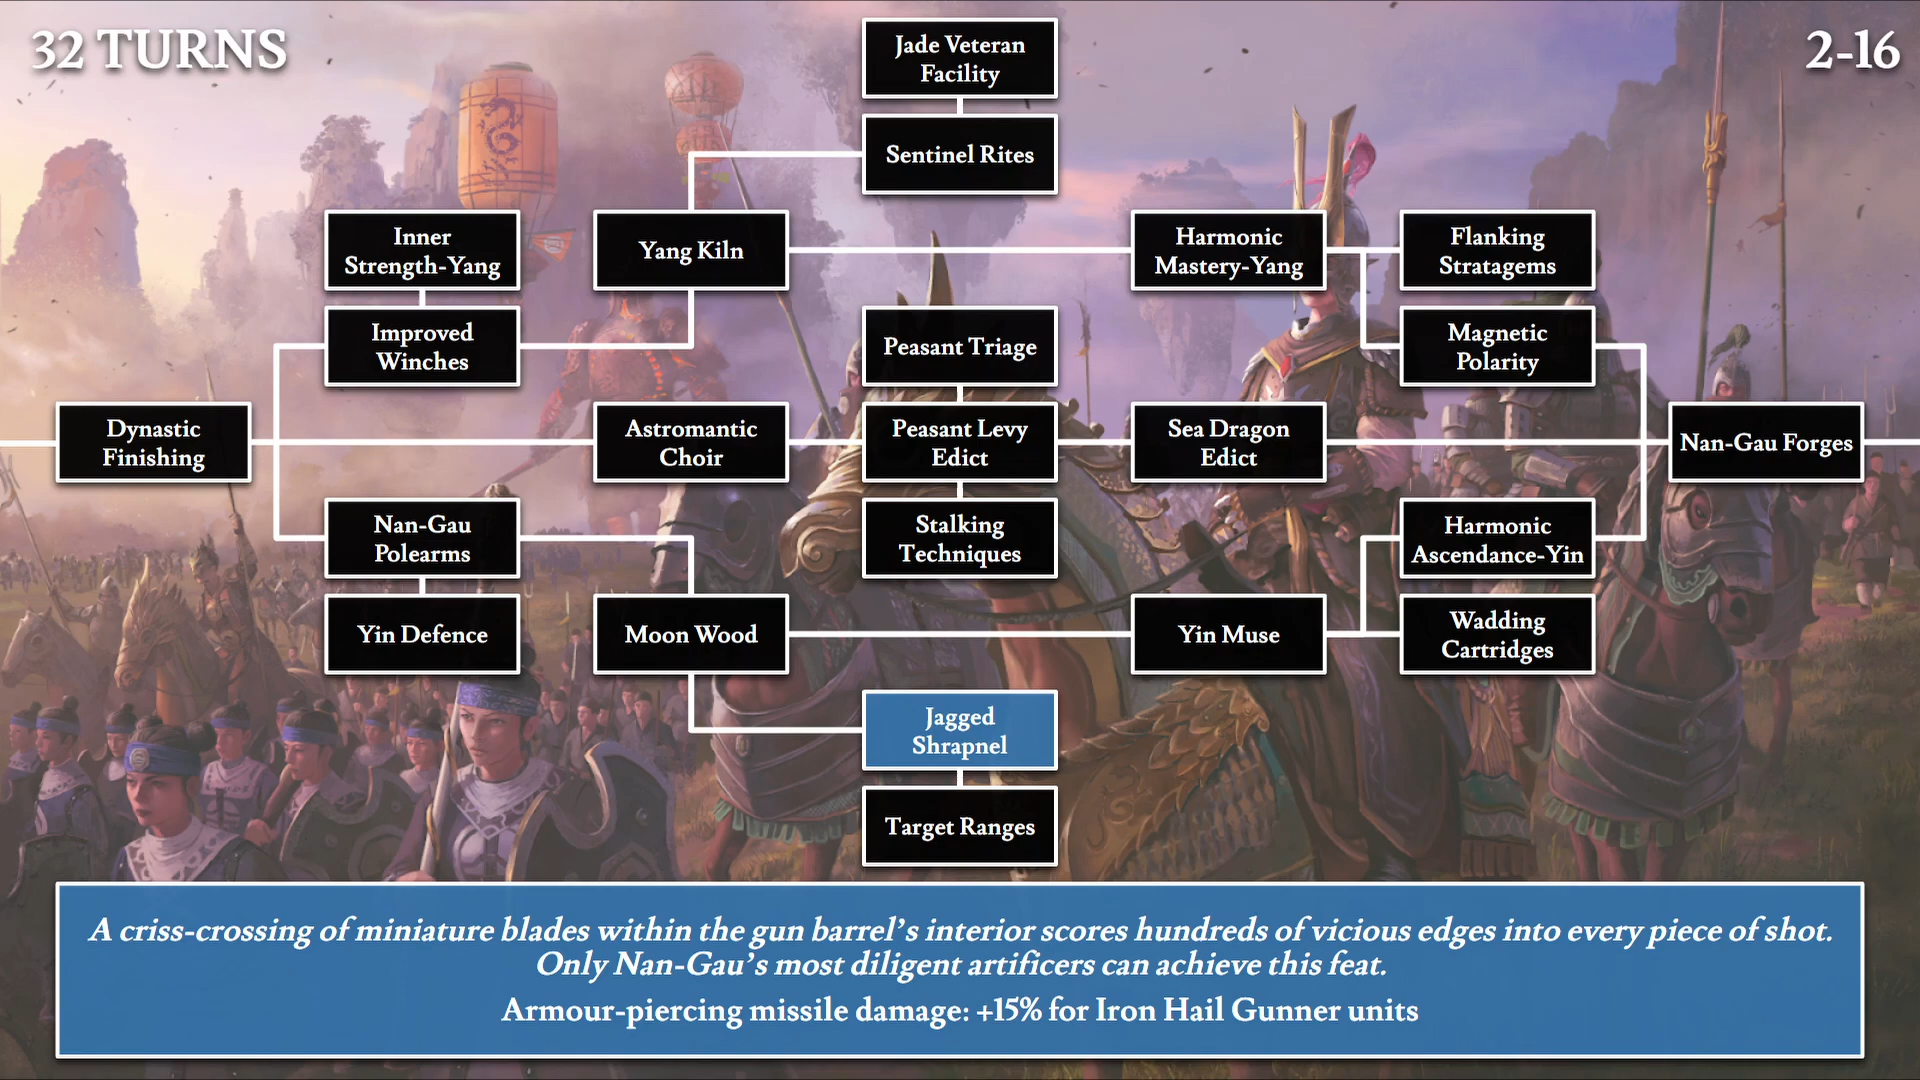 32 TURNS
2-16
Jade Veteran
Facility
Sentinel Rites
Inner
Strength-Yang
Yang Kiln
Harmonic
Mastery-Yang
Flanking
Stratagems
Improved
Winches
Peasant Triage
Magnetic
Polarity
Dynastic
Finishing
Astromantic
Choir
Peasant Levy
Edict
Sea Dragon
Edict
Nan-Gau Forges
Nan-Gau
Polearms
Stalking
Techniques
Harmonic
Ascendance-Yin
Yin Defence
Moon Wood
Yin Muse
Wadding
Cartridges
Jagged
Shrapnel
Target Ranges
A criss-crossing of miniature blades within the gun barrel’s interior scores hundreds of vicious edges into every piece of shot.
Only Nan-Gau’s most diligent artificers can achieve this feat.
Armour-piercing missile damage: +15% for Iron Hail Gunner units